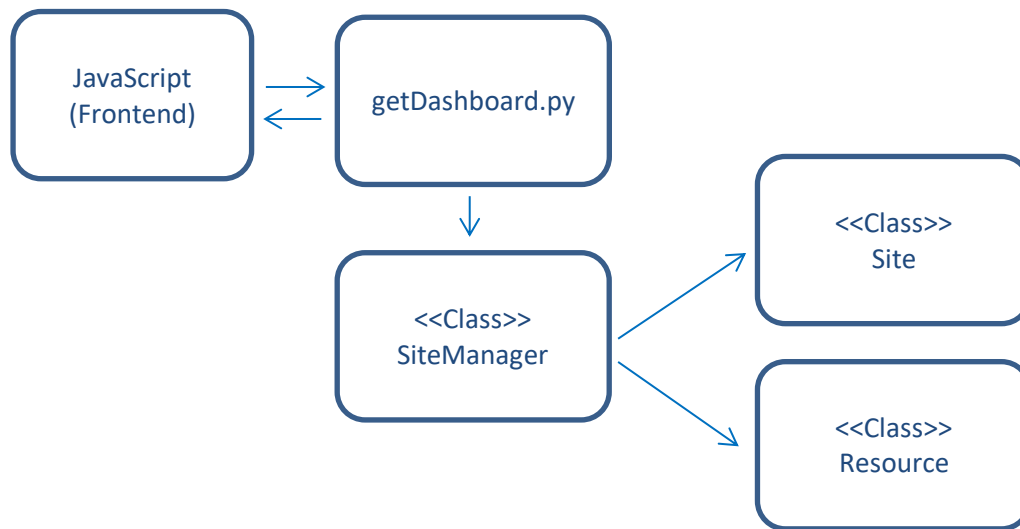 JavaScript
(Frontend)
getDashboard.py
<<Class>>
Site
<<Class>>
SiteManager
<<Class>>
Resource